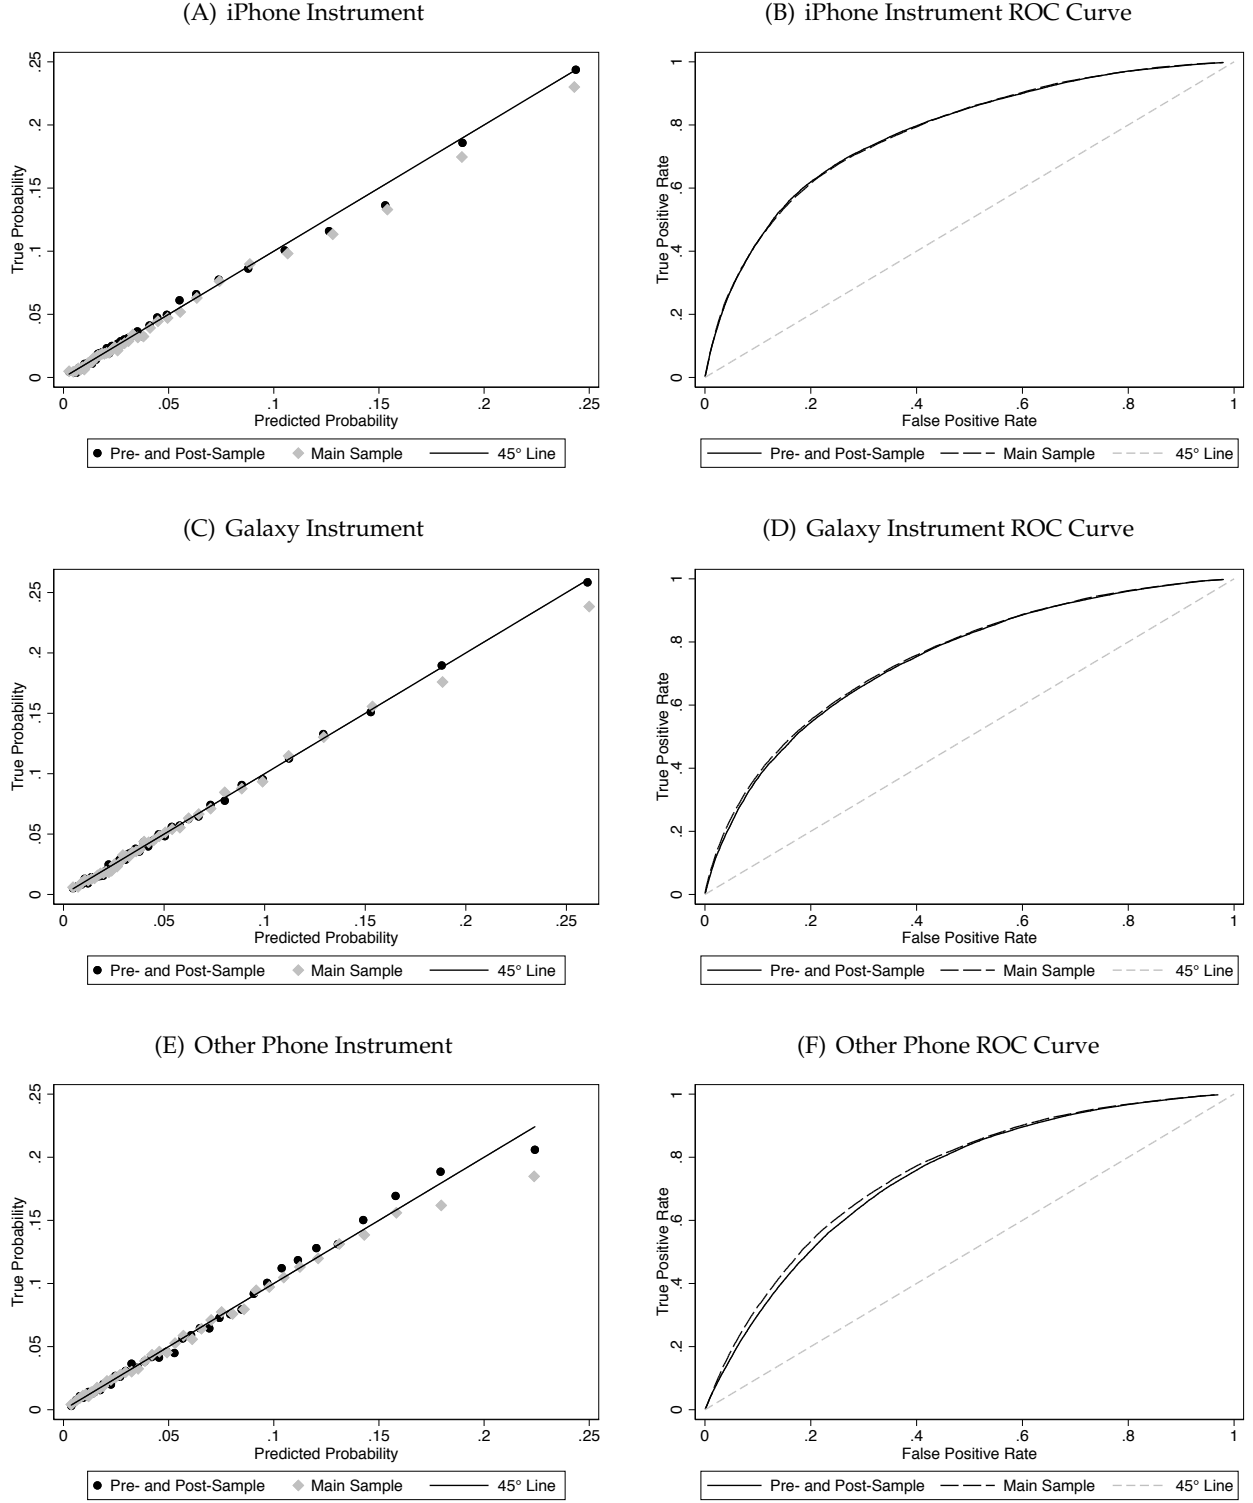 (A) iPhone Instrument
True Probability
0 .05 .1 .15 .2 .25
0 .05 .1 .15 .2 .25
Predicted Probability
Pre- and Post-Sample Main Sample 45° Line
(B) iPhone Instrument ROC Curve
True Positive Rate
0 .2 .4 .6 .8 1
0 .2 .4 .6 .8 1
False Positive Rate
Pre- and Post-Sample Main Sample 45° Line
(C) Galaxy Instrument
True Probability
0 .05 .1 .15 .2 .25
0 .05 .1 .15 .2 .25
Predicted Probability
Pre- and Post-Sample Main Sample 45° Line
(D) Galaxy Instrument ROC Curve
True Positive Rate
0 .2 .4 .6 .8 1
0 .2 .4 .6 .8 1
False Positive Rate
Pre- and Post-Sample Main Sample 45° Line
(E) Other Phone Instrument
True Probability
0 .05 .1 .15 .2 .25
0 .05 .1 .15 .2 .25
Predicted Probability
Pre- and Post-Sample Main Sample 45° Line
(F) Other Phone ROC Curve
True Positive Rate
0 .2 .4 .6 .8 1
0 .2 .4 .6 .8 1
False Positive Rate
Pre- and Post-Sample Main Sample 45° Line